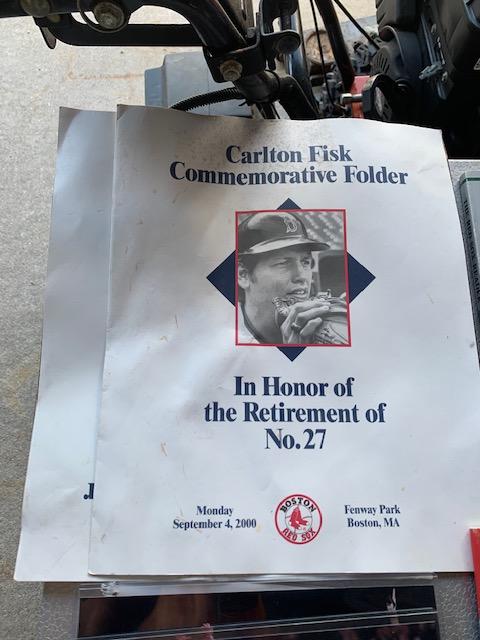 Carlton Fisk
Commemorative Folder
B
In Honor of
the Retirement of
No. 27
Monday
September 4, 2000
BOSTON
RED SOX
Fenway Park
Boston, MA